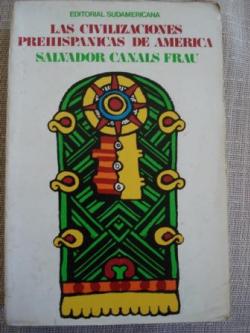 EDITORIAL SUDAMERICANA
LAS CIVILIZACIONES
PREHISPANICAS DE AMERICA
SALVADOR CANALS FRAU